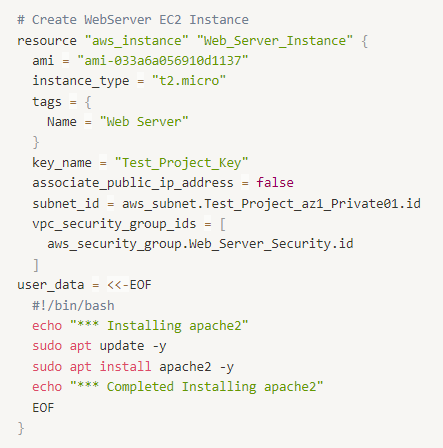 # Create WebServer EC2 Instance
resource "aws_instance" "Web_Server_Instance" {
ami = "ami-033a6a056910d1137"
instance_type = "t2.micro"
tags = {
Name = "Web Server"
}
key_name = "Test_Project_Key"
associate_public_ip_address = false
subnet_id = aws_subnet.Test_Project_az1_Private01.id
vpc_security_group_ids = [
aws_security_group.Web_Server_Security.id
]
user_data = <<-EOF
#!/bin/bash
echo "*** Installing apache2"
sudo apt update -y
sudo apt install apache2 -y
echo "*** Completed Installing apache2"
EOF
}